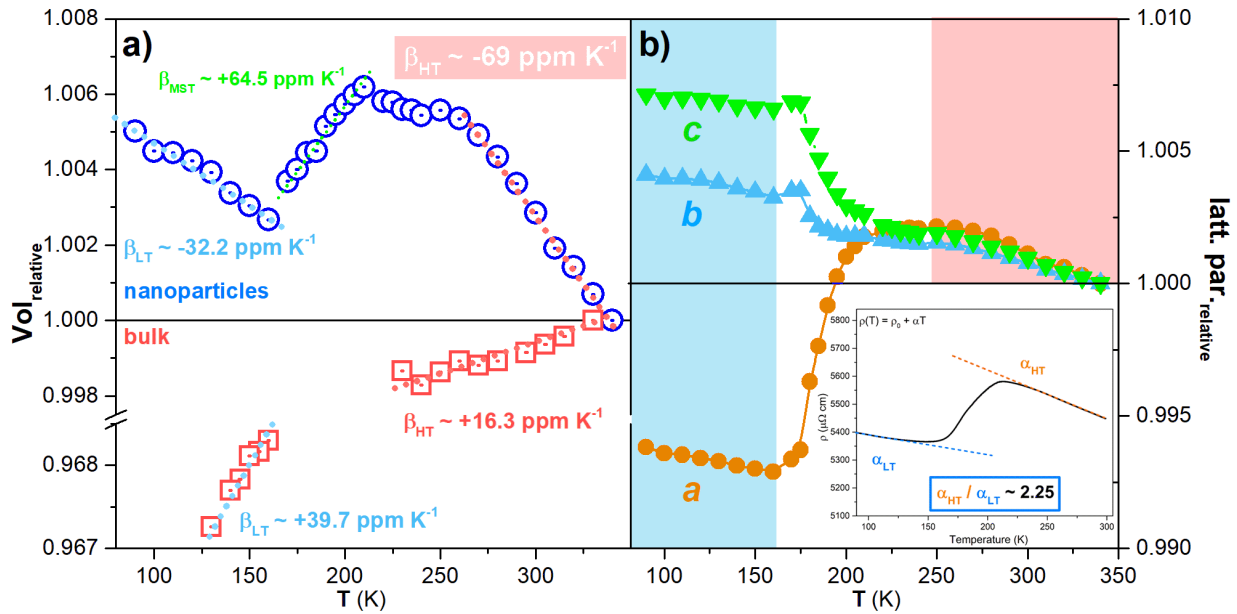 a)
β_MST ~ +64.5 ppm K⁻¹
β_HT ~ -69 ppm K⁻¹
β_LT ~ -32.2 ppm K⁻¹
nanoparticles
bulk
β_HT ~ +16.3 ppm K⁻¹
β_LT ~ +39.7 ppm K⁻¹
Vol_relative
1.008
1.006
1.004
1.002
1.000
0.998
0.968
0.967
100
150
200
250
300
T (K)
b)
c
b
a
latt. par._relative
1.010
1.005
1.000
0.995
0.990
100
150
200
250
300
350
T (K)
ρ(T) = ρ₀ + αT
α_HT
α_LT
α_HT / α_LT ~ 2.25
ρ (μΩ cm)
5800
5700
5600
5500
5400
5300
5200
5100
100
150
200
250
300
Temperature (K)